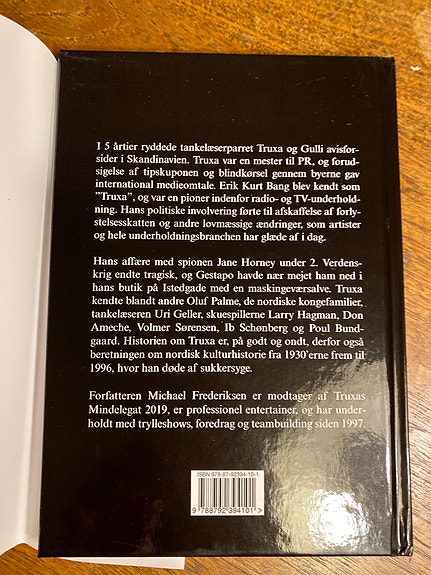 I 5 årtier ryddede tankelæserparret Truxa og Gulli avisfor-
sider i Skandinavien. Truxa var en mester til PR, og forud-
sigelse af tipskuponen og blindkørsel gennem byerne gav
international medieomtale. Erik Kurt Bang blev kendt som
"Truxa", og var en pioner indenfor radio- og TV-underhold-
ning. Hans politiske involvering førte til afskaffelse af forly-
stelsesskatten og andre lovmæssige ændringer, som artister
og hele underholdningsbranchen har glæde af i dag.
Hans affære med spionen Jane Horney under 2. Verdens-
krig endte tragisk, og Gestapo havde nær mejet ham ned i
hans butik på Istedgade med en maskingeværsalve. Truxa
kendte blandt andre Oluf Palme, de nordiske kongefamilier,
tankelæseren Uri Geller, skuespillerne Larry Hagman, Don
Ameche, Volmer Sørensen, Ib Schønberg og Poul Bund-
gaard. Historien om Truxa er, på godt og ondt, derfor også
beretningen om nordisk kulturhistorie fra 1930'erne frem til
1996, hvor han døde af sukkersyge.
Forfatteren Michael Frederiksen er modtager af Truxas
Mindelegat 2019, er professionel entertainer, og har under-
holdt med trylleshows, foredrag og teambuilding siden 1997.
ISBN 978-87-92394-10-1
9 788792 394101 >